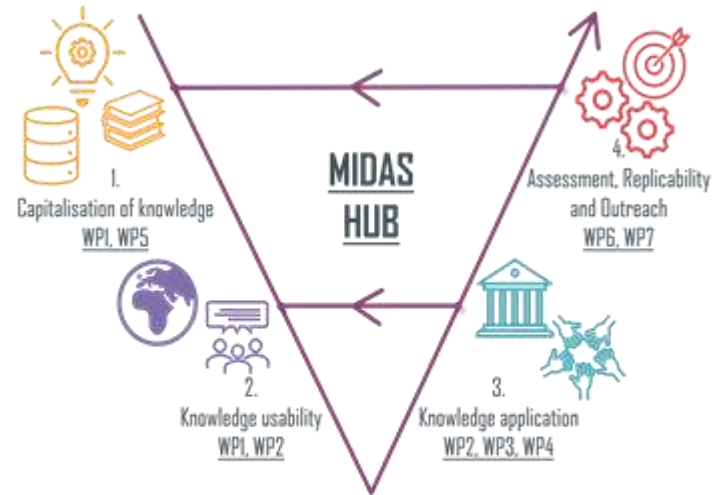 MIDAS
HUB
1.
Capitalisation of knowledge
WP1, WP5
2.
Knowledge usability
WP1, WP2
3.
Knowledge application
WP2, WP3, WP4
4.
Assessment, Replicability
and Outreach
WP6, WP7